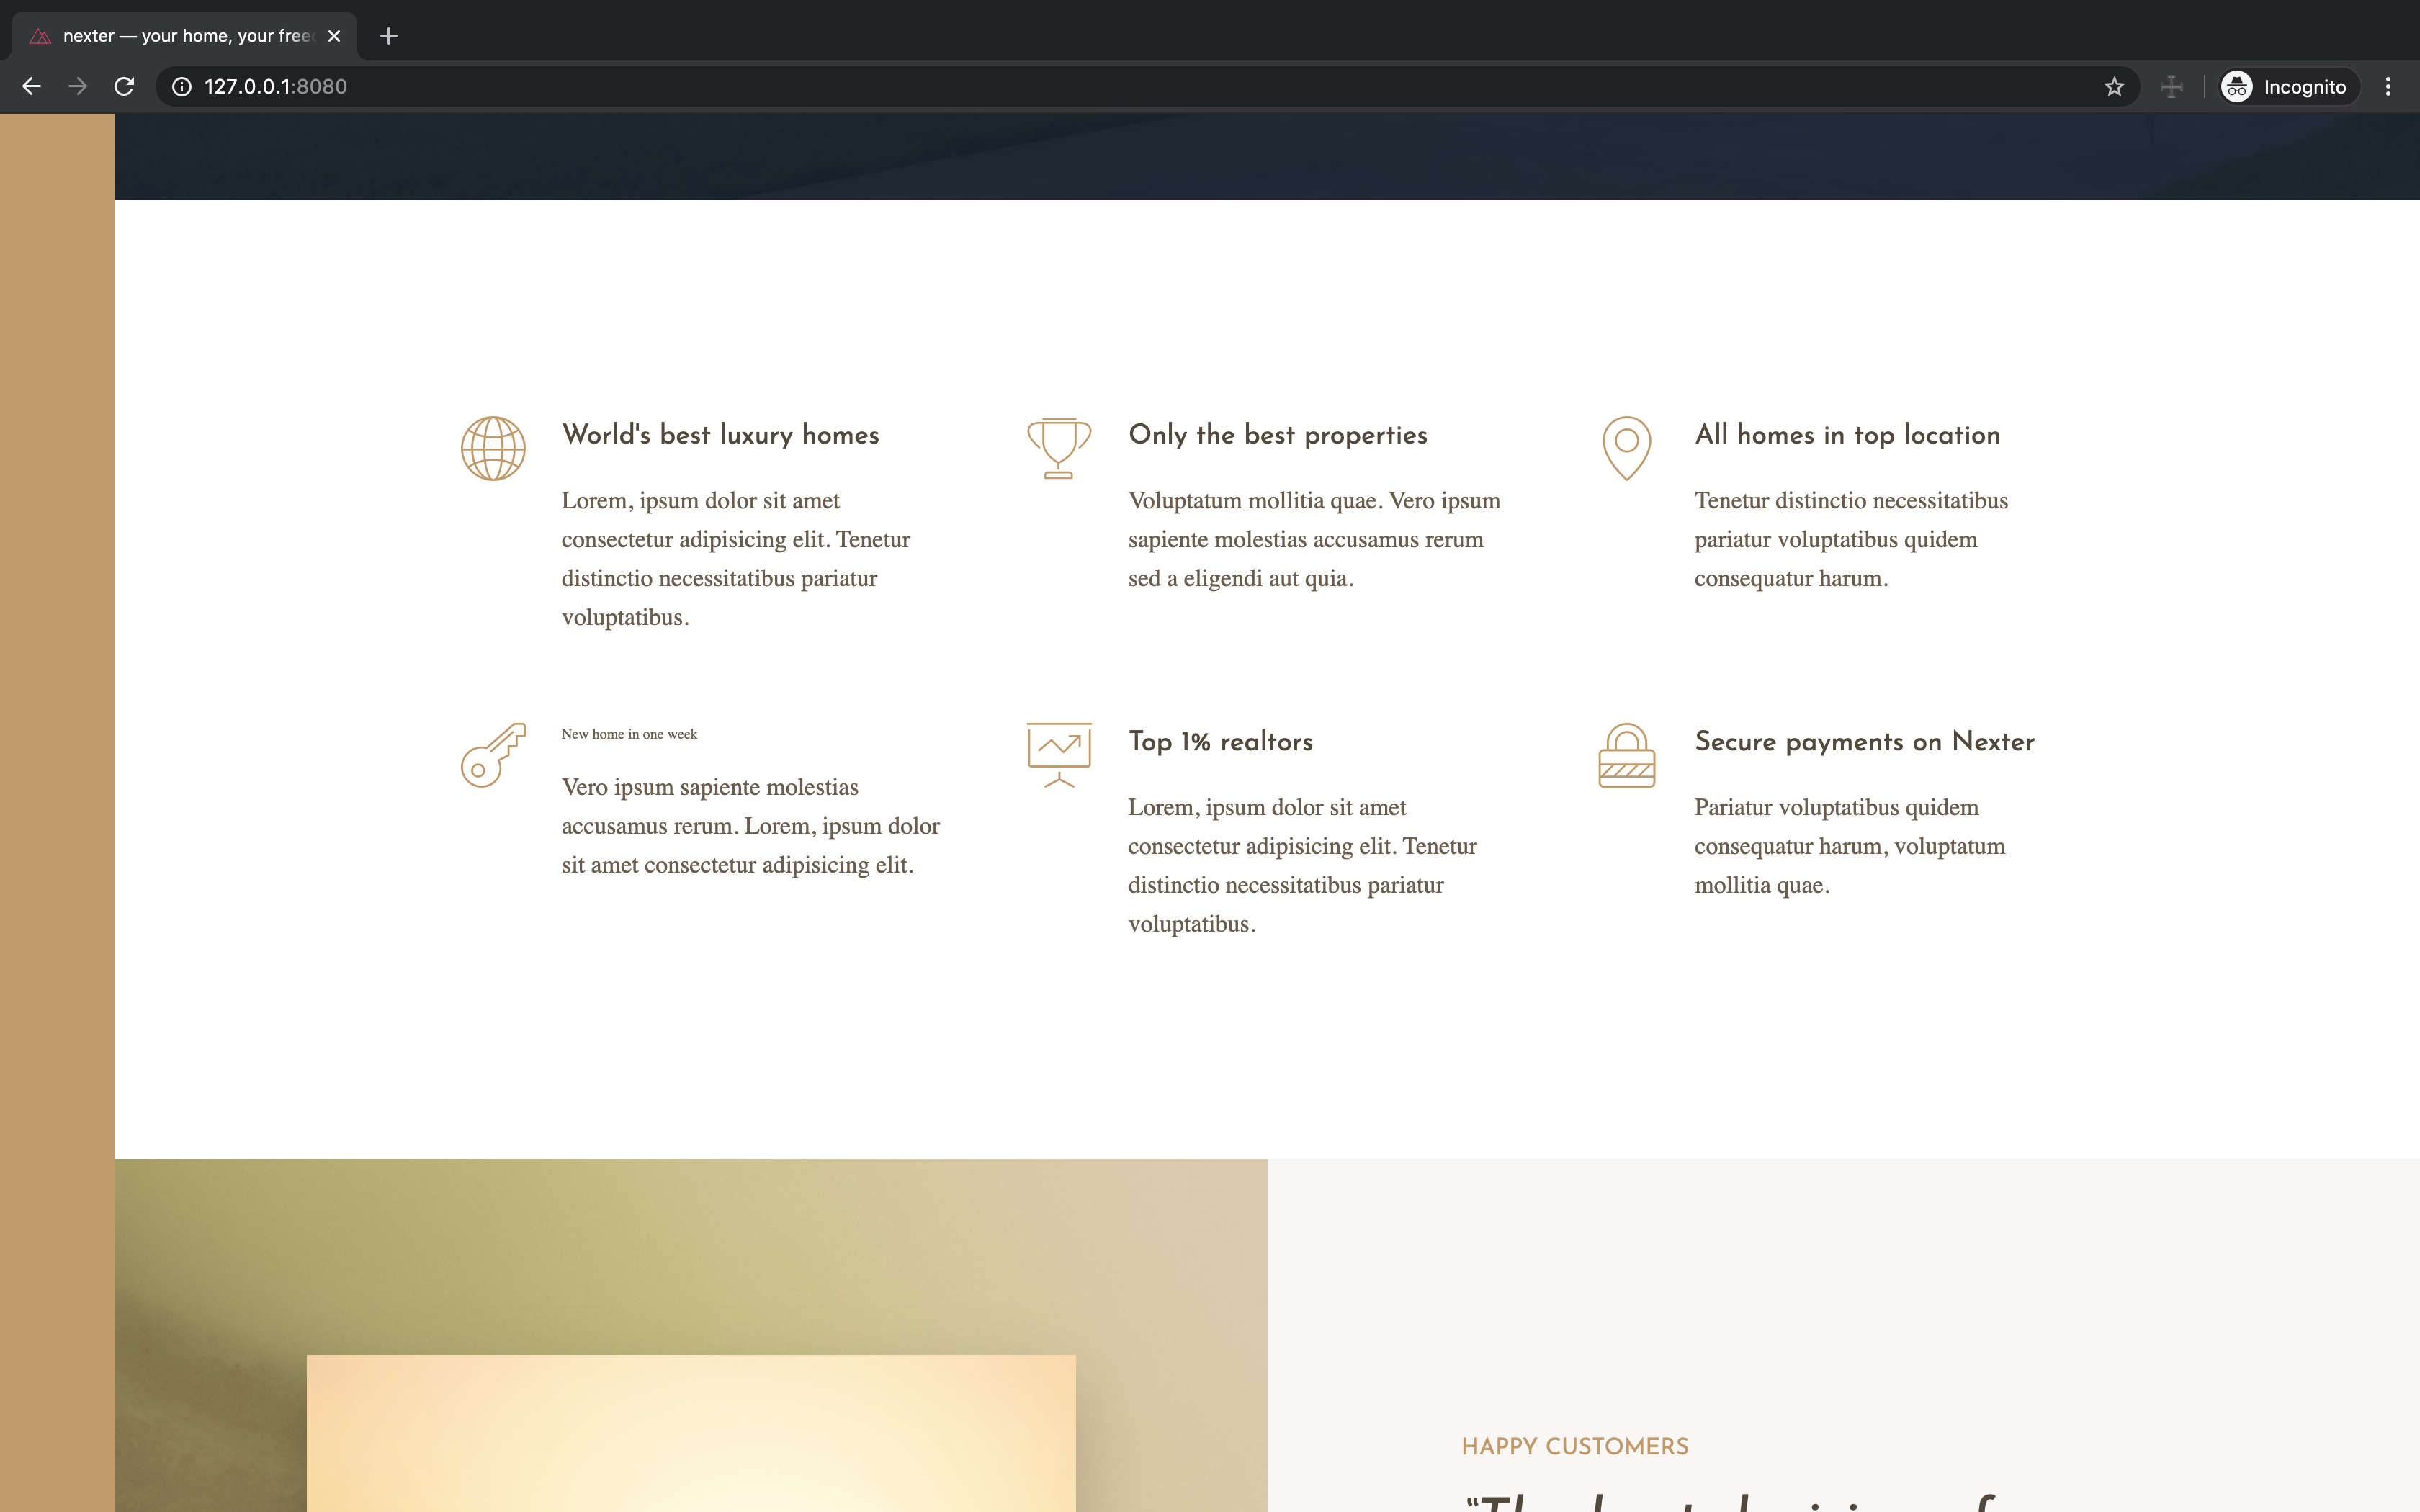 nexter — your home, your free
127.0.0.1:8080
Incognito
World's best luxury homes
Lorem, ipsum dolor sit amet
consectetur adipisicing elit. Tenetur
distinctio necessitatibus pariatur
voluptatibus.
Only the best properties
Voluptatum mollitia quae. Vero ipsum
sapiente molestias accusamus rerum
sed a eligendi aut quia.
All homes in top location
Tenetur distinctio necessitatibus
pariatur voluptatibus quidem
consequatur harum.
New home in one week
Vero ipsum sapiente molestias
accusamus rerum. Lorem, ipsum dolor
sit amet consectetur adipisicing elit.
Top 1% realtors
Lorem, ipsum dolor sit amet
consectetur adipisicing elit. Tenetur
distinctio necessitatibus pariatur
voluptatibus.
Secure payments on Nexter
Pariatur voluptatibus quidem
consequatur harum, voluptatum
mollitia quae.
HAPPY CUSTOMERS
“The best decision of